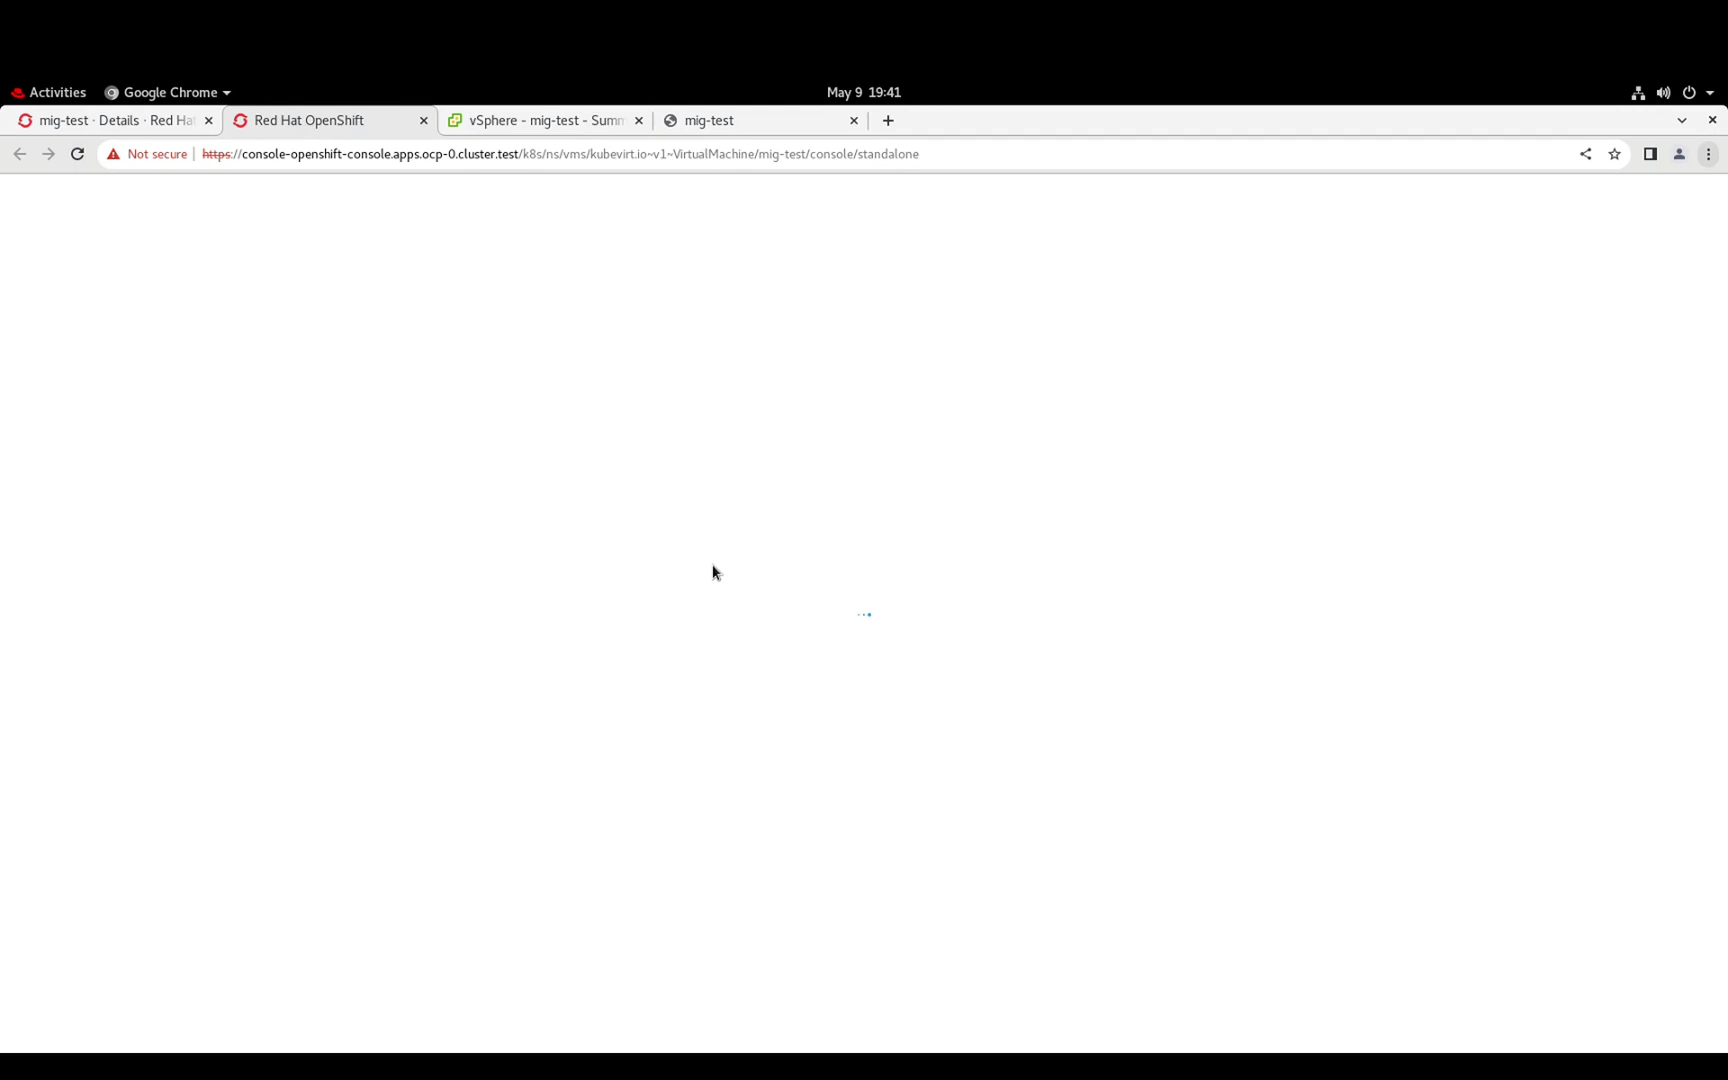 Activities
Google Chrome
May 9 19:41
mig-test · Details · Red Ha
Red Hat OpenShift
vSphere - mig-test - Summ
mig-test
Not secure
https://console-openshift-console.apps.ocp-0.cluster.test/k8s/ns/vms/kubevirt.io~v1~VirtualMachine/mig-test/console/standalone